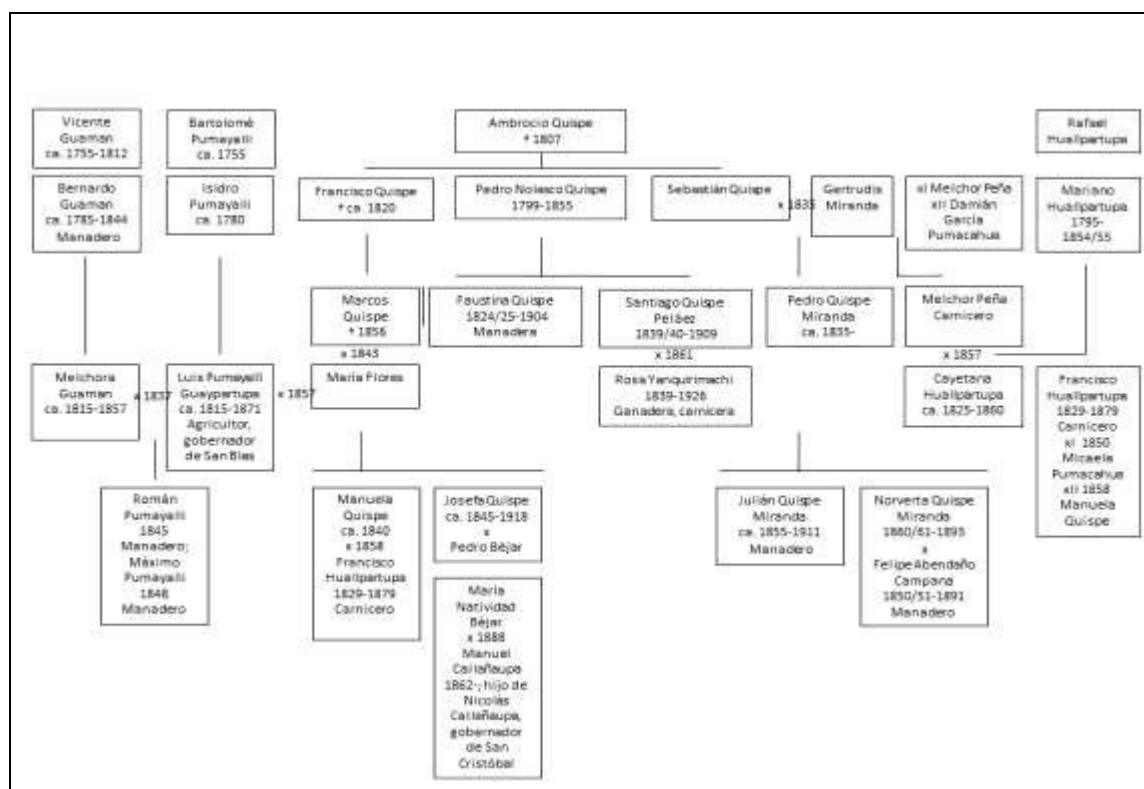 Vicente
Guaman
ca. 1755-1812
Bartolomé
Pumayalli
ca. 1755
Ambrocio Quispe
† 1807
Rafael
Huallpartupa
Bernardo
Guaman
ca. 1785-1844
Manadero
Isidro
Pumayalli
ca. 1780
Francisco Quispe
† ca. 1820
Pedro Nolasco Quispe
1799-1855
Sebastián Quispe
x 1835
Gertrudis
Miranda
xI Melchor Peña
xII Damián
García
Pumacahua
Mariano
Huallpartupa
1795-
1854/55
Marcos
Quispe
† 1856
Faustina Quispe
1824/25-1904
Manadera
Santiago Quispe
Peláez
1839/40-1909
Pedro Quispe
Miranda
ca. 1835-
Melchor Peña
Carnicero
x 1843
x 1861
x 1857
Melchora
Guaman
ca. 1815-1857
x 1837
Luis Pumayalli
Guaypartupa
ca. 1815-1871
Agricultor,
gobernador
de San Blas
x 1857
María Flores
Rosa Yanquirimachi
1839-1926
Ganadera, carnicera
Cayetana
Huallpartupa
ca. 1825-1860
Francisco
Huallpartupa
1829-1879
Carnicero
xI 1850
Micaela
Pumacahua
xII 1858
Manuela
Quispe
Román
Pumayalli
1845
Manadero;
Máximo
Pumayalli
1848
Manadero
Manuela
Quispe
ca. 1840
x 1858
Francisco
Huallpartupa
1829-1879
Carnicero
Josefa Quispe
ca. 1845-1918
x
Pedro Béjar
Julián Quispe
Miranda
ca. 1855-1911
Manadero
Norverta Quispe
Miranda
1860/61-1895
x
Felipe Abendaño
Campana
1850/51-1891
Manadero
María
Natividad
Béjar
x 1888
Manuel
Callañaupa
1862-; hijo de
Nicolás
Callañaupa,
gobernador
de San
Cristóbal